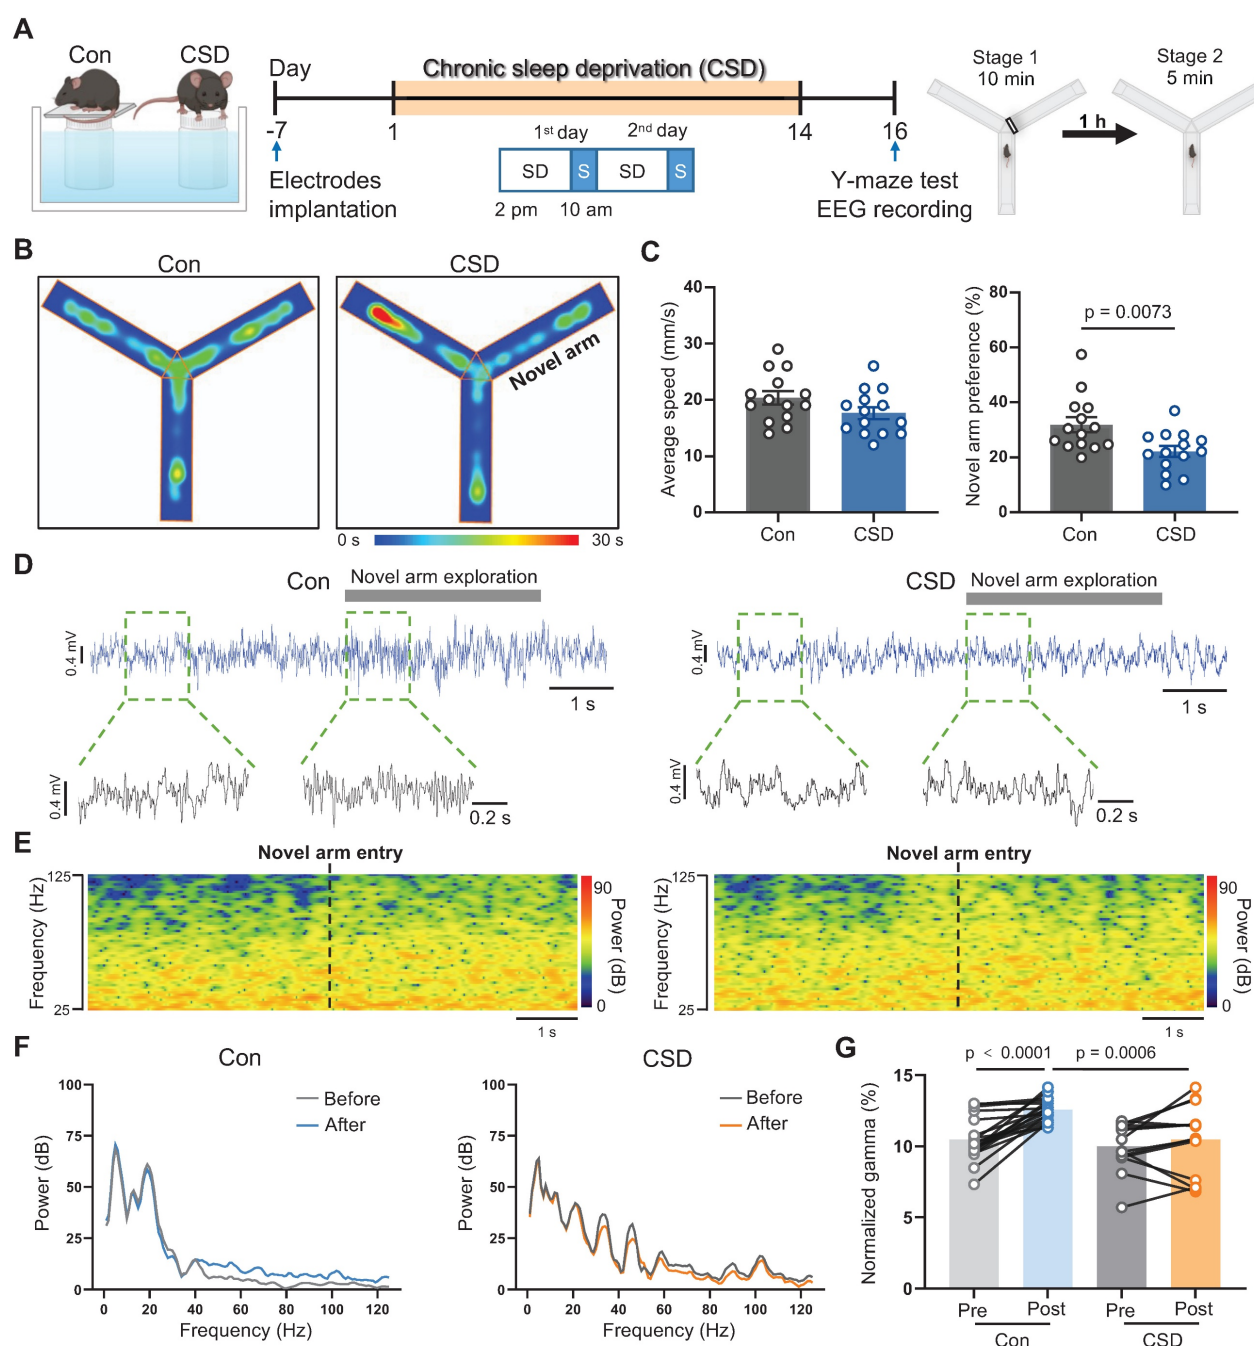 A
Con
CSD
Day
Chronic sleep deprivation (CSD)
-7
1
14
16
1st day
2nd day
SD
S
SD
S
2 pm
10 am
Electrodes
implantation
Y-maze test
EEG recording
Stage 1
10 min
1 h
Stage 2
5 min
B
Con
CSD
Novel arm
0 s
30 s
C
Average speed (mm/s)
40
30
20
10
0
Con
CSD
Novel arm preference (%)
80
60
40
20
0
p = 0.0073
Con
CSD
D
Con
Novel arm exploration
0.4 mV
1 s
0.4 mV
0.2 s
CSD
Novel arm exploration
0.4 mV
1 s
0.4 mV
0.2 s
E
Novel arm entry
Frequency (Hz)
125
25
90
0
Power (dB)
1 s
Novel arm entry
Frequency (Hz)
125
25
90
0
Power (dB)
1 s
F
Con
Power (dB)
100
75
50
25
0
Before
After
0
20
40
60
80
100
120
Frequency (Hz)
CSD
Power (dB)
100
75
50
25
0
Before
After
0
20
40
60
80
100
120
Frequency (Hz)
G
p < 0.0001
p = 0.0006
Normalized gamma (%)
15
10
5
0
Pre
Post
Pre
Post
Con
CSD